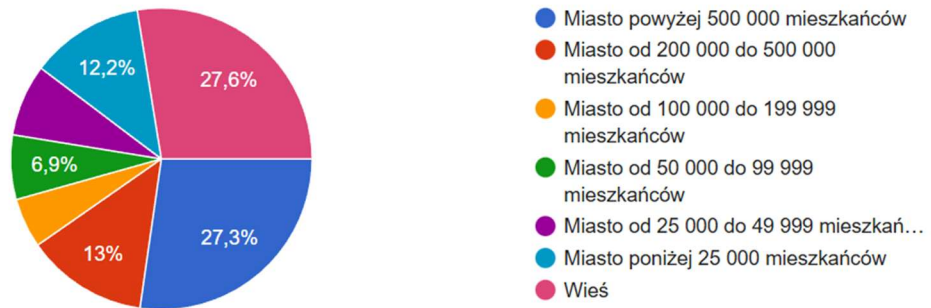 12,2%
27,6%
6,9%
13%
27,3%
Miasto powyżej 500 000 mieszkańców
Miasto od 200 000 do 500 000
mieszkańców
Miasto od 100 000 do 199 999
mieszkańców
Miasto od 50 000 do 99 999
mieszkańców
Miasto od 25 000 do 49 999 mieszkań…
Miasto poniżej 25 000 mieszkańców
Wieś